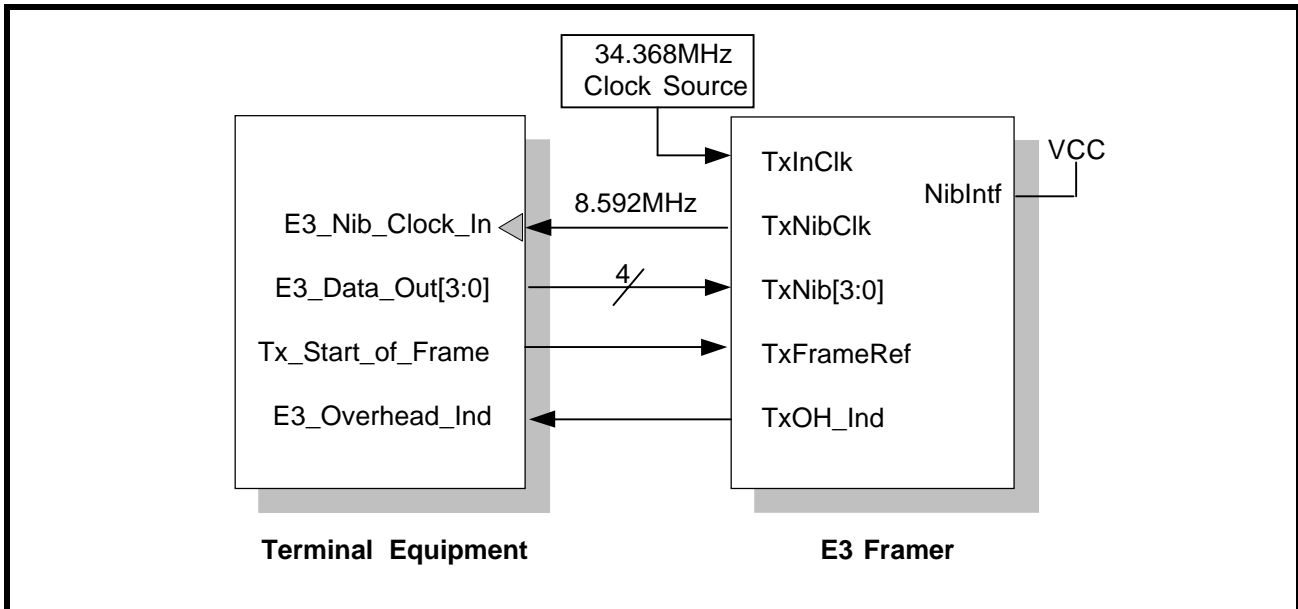 34.368MHz
Clock Source
VCC
TxInClk
NibIntf
8.592MHz
E3_Nib_Clock_In
TxNibClk
E3_Data_Out[3:0]
4
TxNib[3:0]
Tx_Start_of_Frame
TxFrameRef
E3_Overhead_Ind
TxOH_Ind
Terminal Equipment
E3 Framer